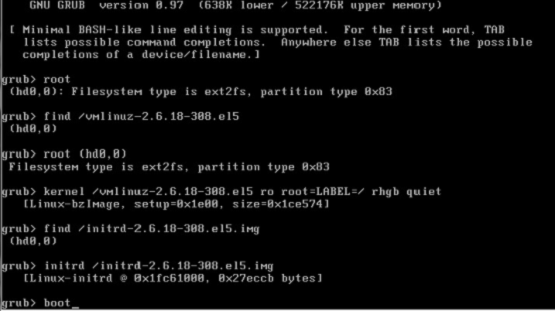 GNU GRUB version 0.97 (638K lower / 522176K upper memory)
[ Minimal BASH-like line editing is supported. For the first word, TAB
lists possible command completions. Anywhere else TAB lists the possible
completions of a device/filename.]
grub> root
(hd0,0): Filesystem type is ext2fs, partition type 0x83
grub> find /vmlinuz-2.6.18-308.el5
(hd0,0)
grub> root (hd0,0)
Filesystem type is ext2fs, partition type 0x83
grub> kernel /vmlinuz-2.6.18-308.el5 ro root=LABEL=/ rhgb quiet
[Linux-bzImage, setup=0x1e00, size=0x1ce574]
grub> find /initrd-2.6.18-308.el5.img
(hd0,0)
grub> initrd /initrd-2.6.18-308.el5.img
[Linux-initrd @ 0x1fc61000, 0x27eccb bytes]
grub> boot_